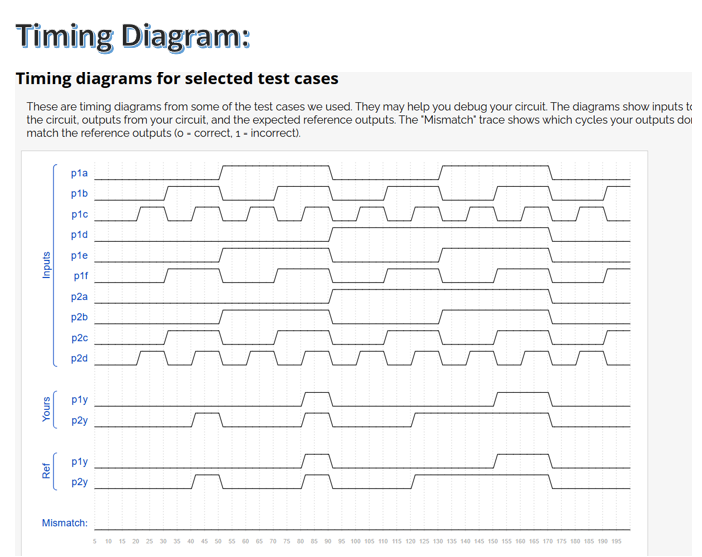 Timing Diagram:
Timing diagrams for selected test cases
These are timing diagrams from some of the test cases we used. They may help you debug your circuit. The diagrams show inputs to
the circuit, outputs from your circuit, and the expected reference outputs. The "Mismatch" trace shows which cycles your outputs
match the reference outputs (0 = correct, 1 = incorrect).
Inputs
p1a
p1b
p1c
p1d
p1e
p1f
p2a
p2b
p2c
p2d
Yours
p1y
p2y
Ref
p1y
p2y
Mismatch:
5 10 15 20 25 30 35 40 45 50 55 60 65 70 75 80 85 90 95 100 105 110 115 120 125 130 135 140 145 150 155 160 165 170 175 180 185 190 195